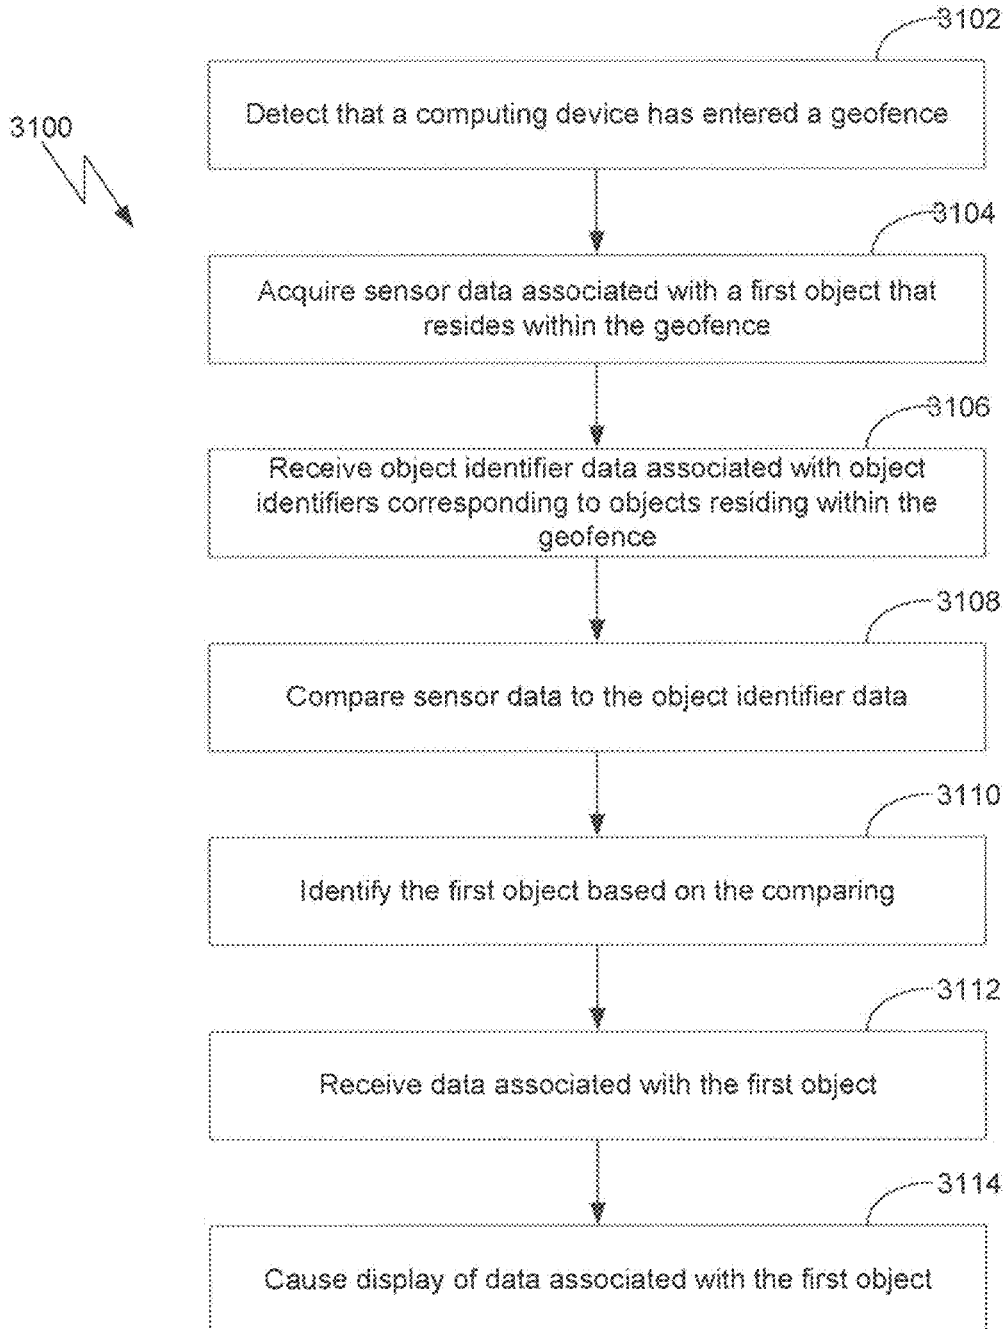 3102
Detect that a computing device has entered a geofence
3100
3104
Acquire sensor data associated with a first object that
resides within the geofence
3106
Receive object identifier data associated with object
identifiers corresponding to objects residing within the
geofence
3108
Compare sensor data to the object identifier data
3110
Identify the first object based on the comparing
3112
Receive data associated with the first object
3114
Cause display of data associated with the first object